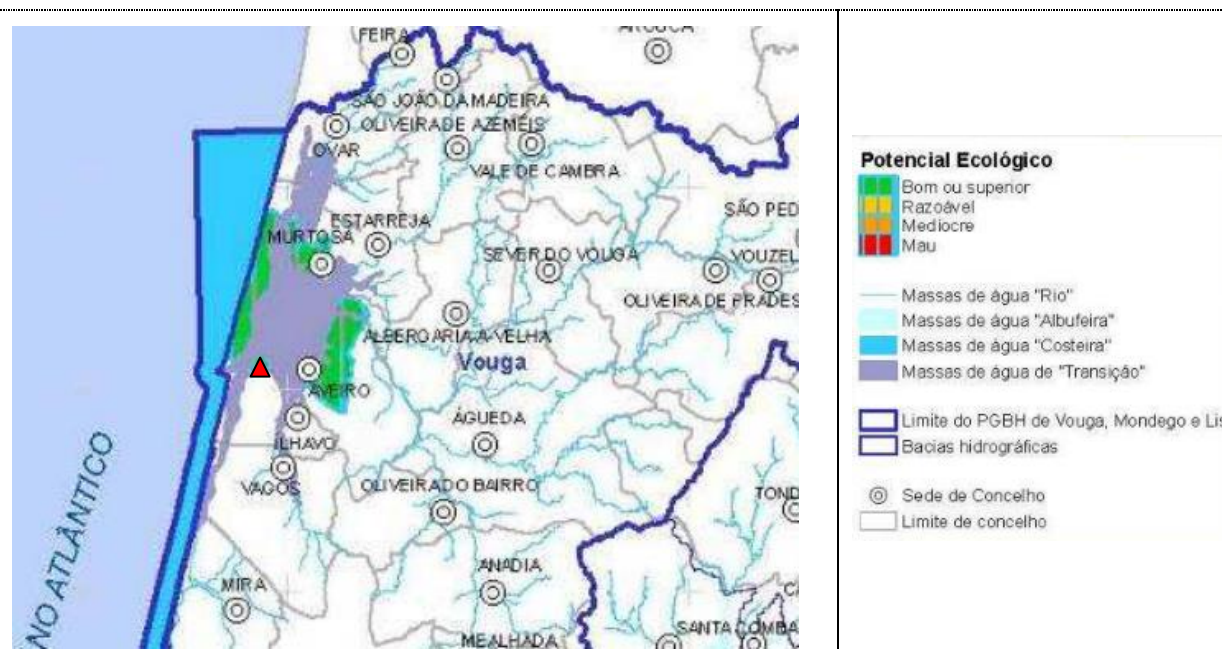 FEIRA
SÃO JOÃO DA MADEIRA
OLIVEIRA DE AZEMÉIS
OVAR
VALE DE CAMBRA
SÃO PED
ESTARREJA
MURTOSA
SEVER DO VOUGA
VOUZEL
OLIVEIRA DE FRADES
ALBERGARIA-A-VELHA
Vouga
AVEIRO
ÁGUEDA
ILHAVO
VAGOS
OLIVEIRA DO BAIRRO
TOND
NO ATLÂNTICO
ANADIA
MIRA
SANTA COMBA
MEALHADA
Potencial Ecológico
Bom ou superior
Razoável
Medíocre
Mau
Massas de água "Rio"
Massas de água "Albufeira"
Massas de água "Costeira"
Massas de água de "Transição"
Limite do PGBH de Vouga, Mondego e Lis
Bacias hidrográficas
Sede de Concelho
Limite de concelho